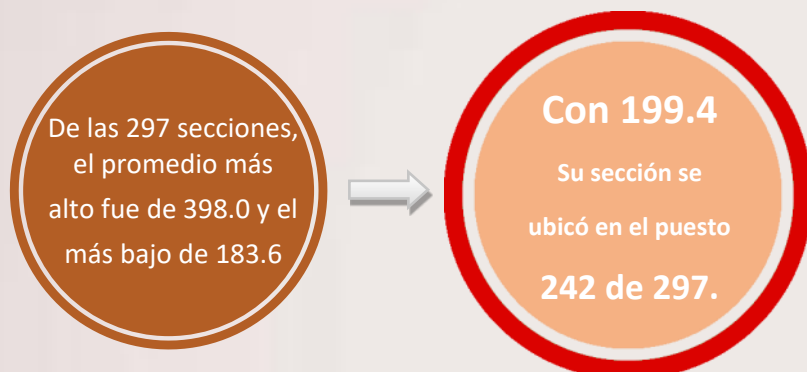 De las 297 secciones,
el promedio más
alto fue de 398.0 y el
más bajo de 183.6
Con 199.4
Su sección se
ubicó en el puesto
242 de 297.